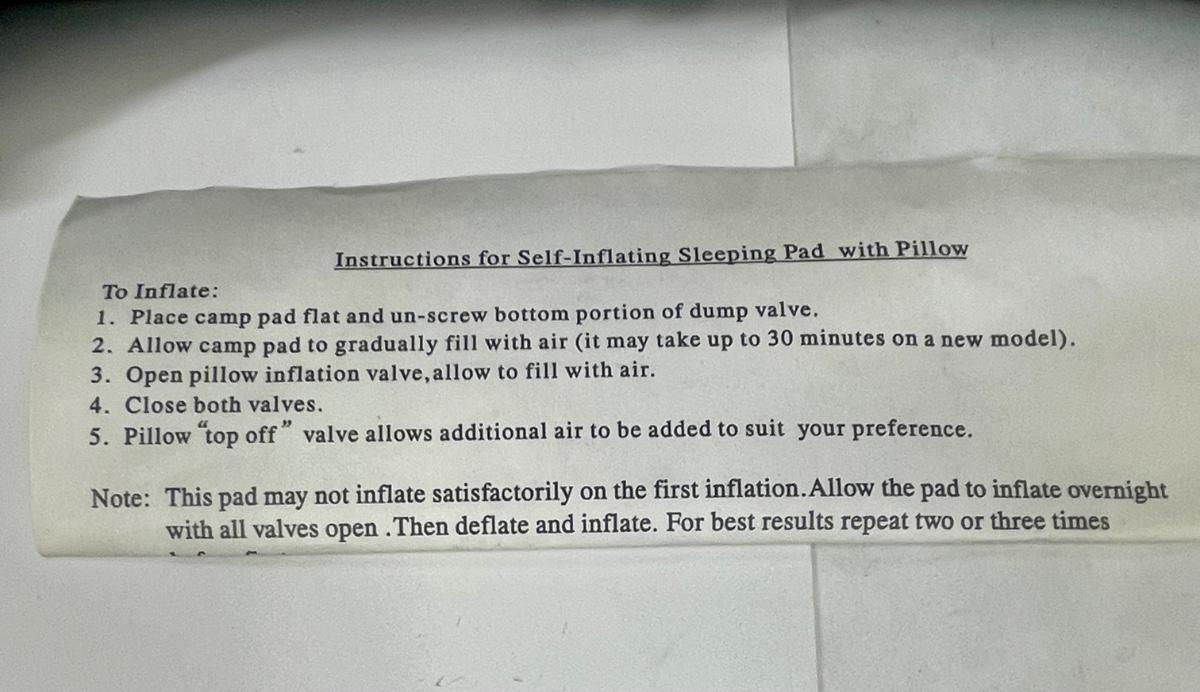 Instructions for Self-Inflating Sleeping Pad with Pillow
To Inflate:
1. Place camp pad flat and un-screw bottom portion of dump valve.
2. Allow camp pad to gradually fill with air (it may take up to 30 minutes on a new model).
3. Open pillow inflation valve,allow to fill with air.
4. Close both valves.
5. Pillow “top off” valve allows additional air to be added to suit your preference.
Note: This pad may not inflate satisfactorily on the first inflation.Allow the pad to inflate overnight
with all valves open .Then deflate and inflate. For best results repeat two or three times